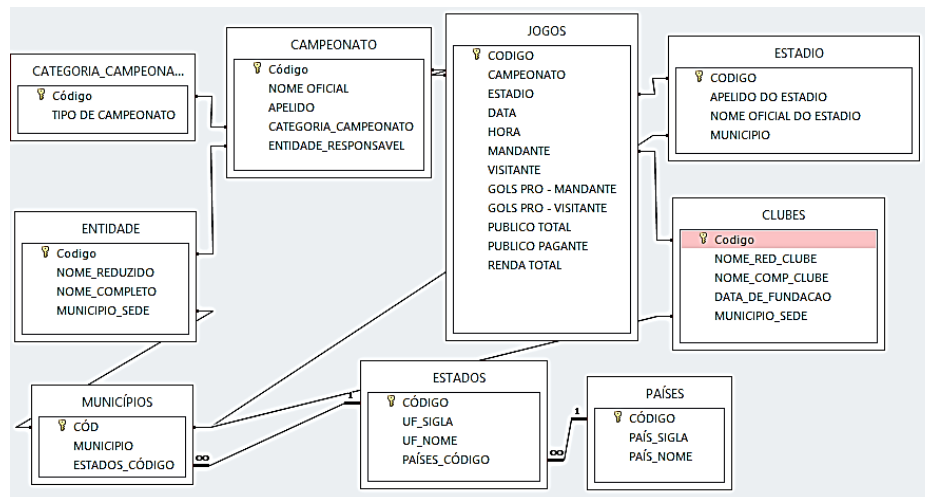 CATEGORIA_CAMPEONA...
Código
TIPO DE CAMPEONATO
CAMPEONATO
Código
NOME OFICIAL
APELIDO
CATEGORIA_CAMPEONATO
ENTIDADE_RESPONSAVEL
JOGOS
CODIGO
CAMPEONATO
ESTADIO
DATA
HORA
MANDANTE
VISITANTE
GOLS PRO - MANDANTE
GOLS PRO - VISITANTE
PUBLICO TOTAL
PUBLICO PAGANTE
RENDA TOTAL
ESTADIO
CODIGO
APELIDO DO ESTADIO
NOME OFICIAL DO ESTADIO
MUNICIPIO
ENTIDADE
Codigo
NOME_REDUZIDO
NOME_COMPLETO
MUNICIPIO_SEDE
CLUBES
Codigo
NOME_RED_CLUBE
NOME_COMP_CLUBE
DATA_DE_FUNDACAO
MUNICIPIO_SEDE
MUNICÍPIOS
CÓD
MUNICIPIO
ESTADOS_CÓDIGO
∞
1
ESTADOS
CÓDIGO
UF_SIGLA
UF_NOME
PAÍSES_CÓDIGO
∞
1
PAÍSES
CÓDIGO
PAÍS_SIGLA
PAÍS_NOME